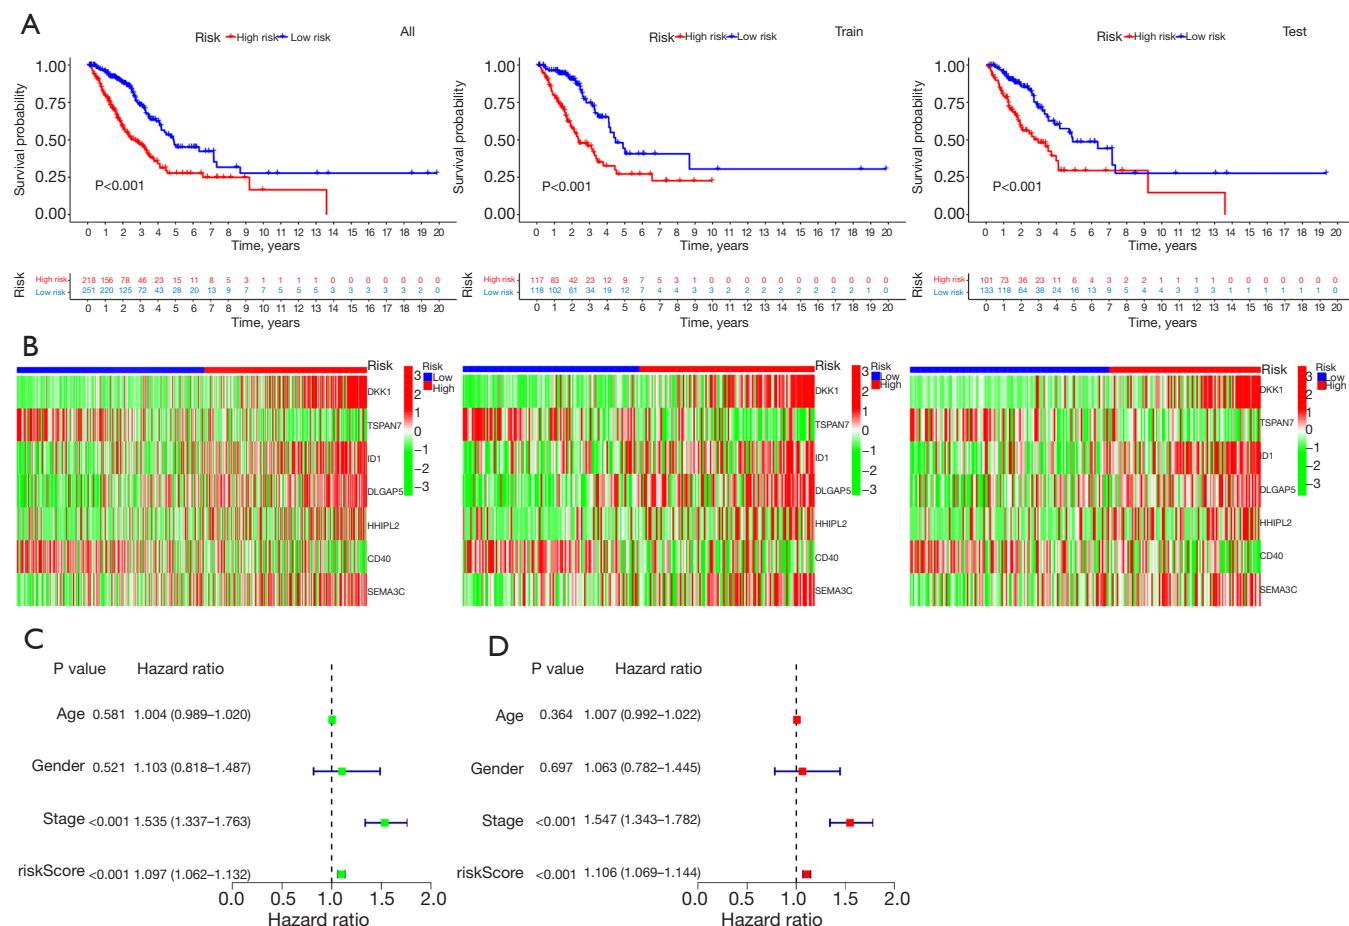 A
Risk High risk Low risk All
Survival probability
1.00
0.75
0.50
0.25
0.00
P<0.001
0 1 2 3 4 5 6 7 8 9 10 11 12 13 14 15 16 17 18 19 20
Time, years
Risk
High risk 218 156 78 46 23 15 11 8 5 3 1 1 1 1 0 0 0 0 0 0 0
Low risk 251 220 125 72 43 28 20 13 9 7 7 5 5 5 3 3 3 3 3 2 0
0 1 2 3 4 5 6 7 8 9 10 11 12 13 14 15 16 17 18 19 20
Time, years
Risk High risk Low risk Train
Survival probability
1.00
0.75
0.50
0.25
0.00
P<0.001
0 1 2 3 4 5 6 7 8 9 10 11 12 13 14 15 16 17 18 19 20
Time, years
Risk
High risk 117 83 42 23 12 9 7 5 3 1 0 0 0 0 0 0 0 0 0 0 0
Low risk 118 102 61 34 19 12 7 4 4 3 3 2 2 2 2 2 2 2 2 1 0
0 1 2 3 4 5 6 7 8 9 10 11 12 13 14 15 16 17 18 19 20
Time, years
Risk High risk Low risk Test
Survival probability
1.00
0.75
0.50
0.25
0.00
P<0.001
0 1 2 3 4 5 6 7 8 9 10 11 12 13 14 15 16 17 18 19 20
Time, years
Risk
High risk 101 73 36 23 11 6 4 3 2 2 1 1 1 1 0 0 0 0 0 0 0
Low risk 133 118 64 38 24 16 13 9 5 4 4 3 3 3 1 1 1 1 1 1 0
0 1 2 3 4 5 6 7 8 9 10 11 12 13 14 15 16 17 18 19 20
Time, years
B
Risk
DKK1
TSPAN7
ID1
DLGAP5
HHIPL2
CD40
SEMA3C
3
2
1
0
−1
−2
−3
Risk
Low
High
Risk
DKK1
TSPAN7
ID1
DLGAP5
HHIPL2
CD40
SEMA3C
3
2
1
0
−1
−2
−3
Risk
Low
High
Risk
DKK1
TSPAN7
ID1
DLGAP5
HHIPL2
CD40
SEMA3C
3
2
1
0
−1
−2
−3
Risk
Low
High
C
P value Hazard ratio
Age 0.581 1.004 (0.989–1.020)
Gender 0.521 1.103 (0.818–1.487)
Stage <0.001 1.535 (1.337–1.763)
riskScore <0.001 1.097 (1.062–1.132)
0.0 0.5 1.0 1.5 2.0
Hazard ratio
D
P value Hazard ratio
Age 0.364 1.007 (0.992–1.022)
Gender 0.697 1.063 (0.782–1.445)
Stage <0.001 1.547 (1.343–1.782)
riskScore <0.001 1.106 (1.069–1.144)
0.0 0.5 1.0 1.5 2.0
Hazard ratio